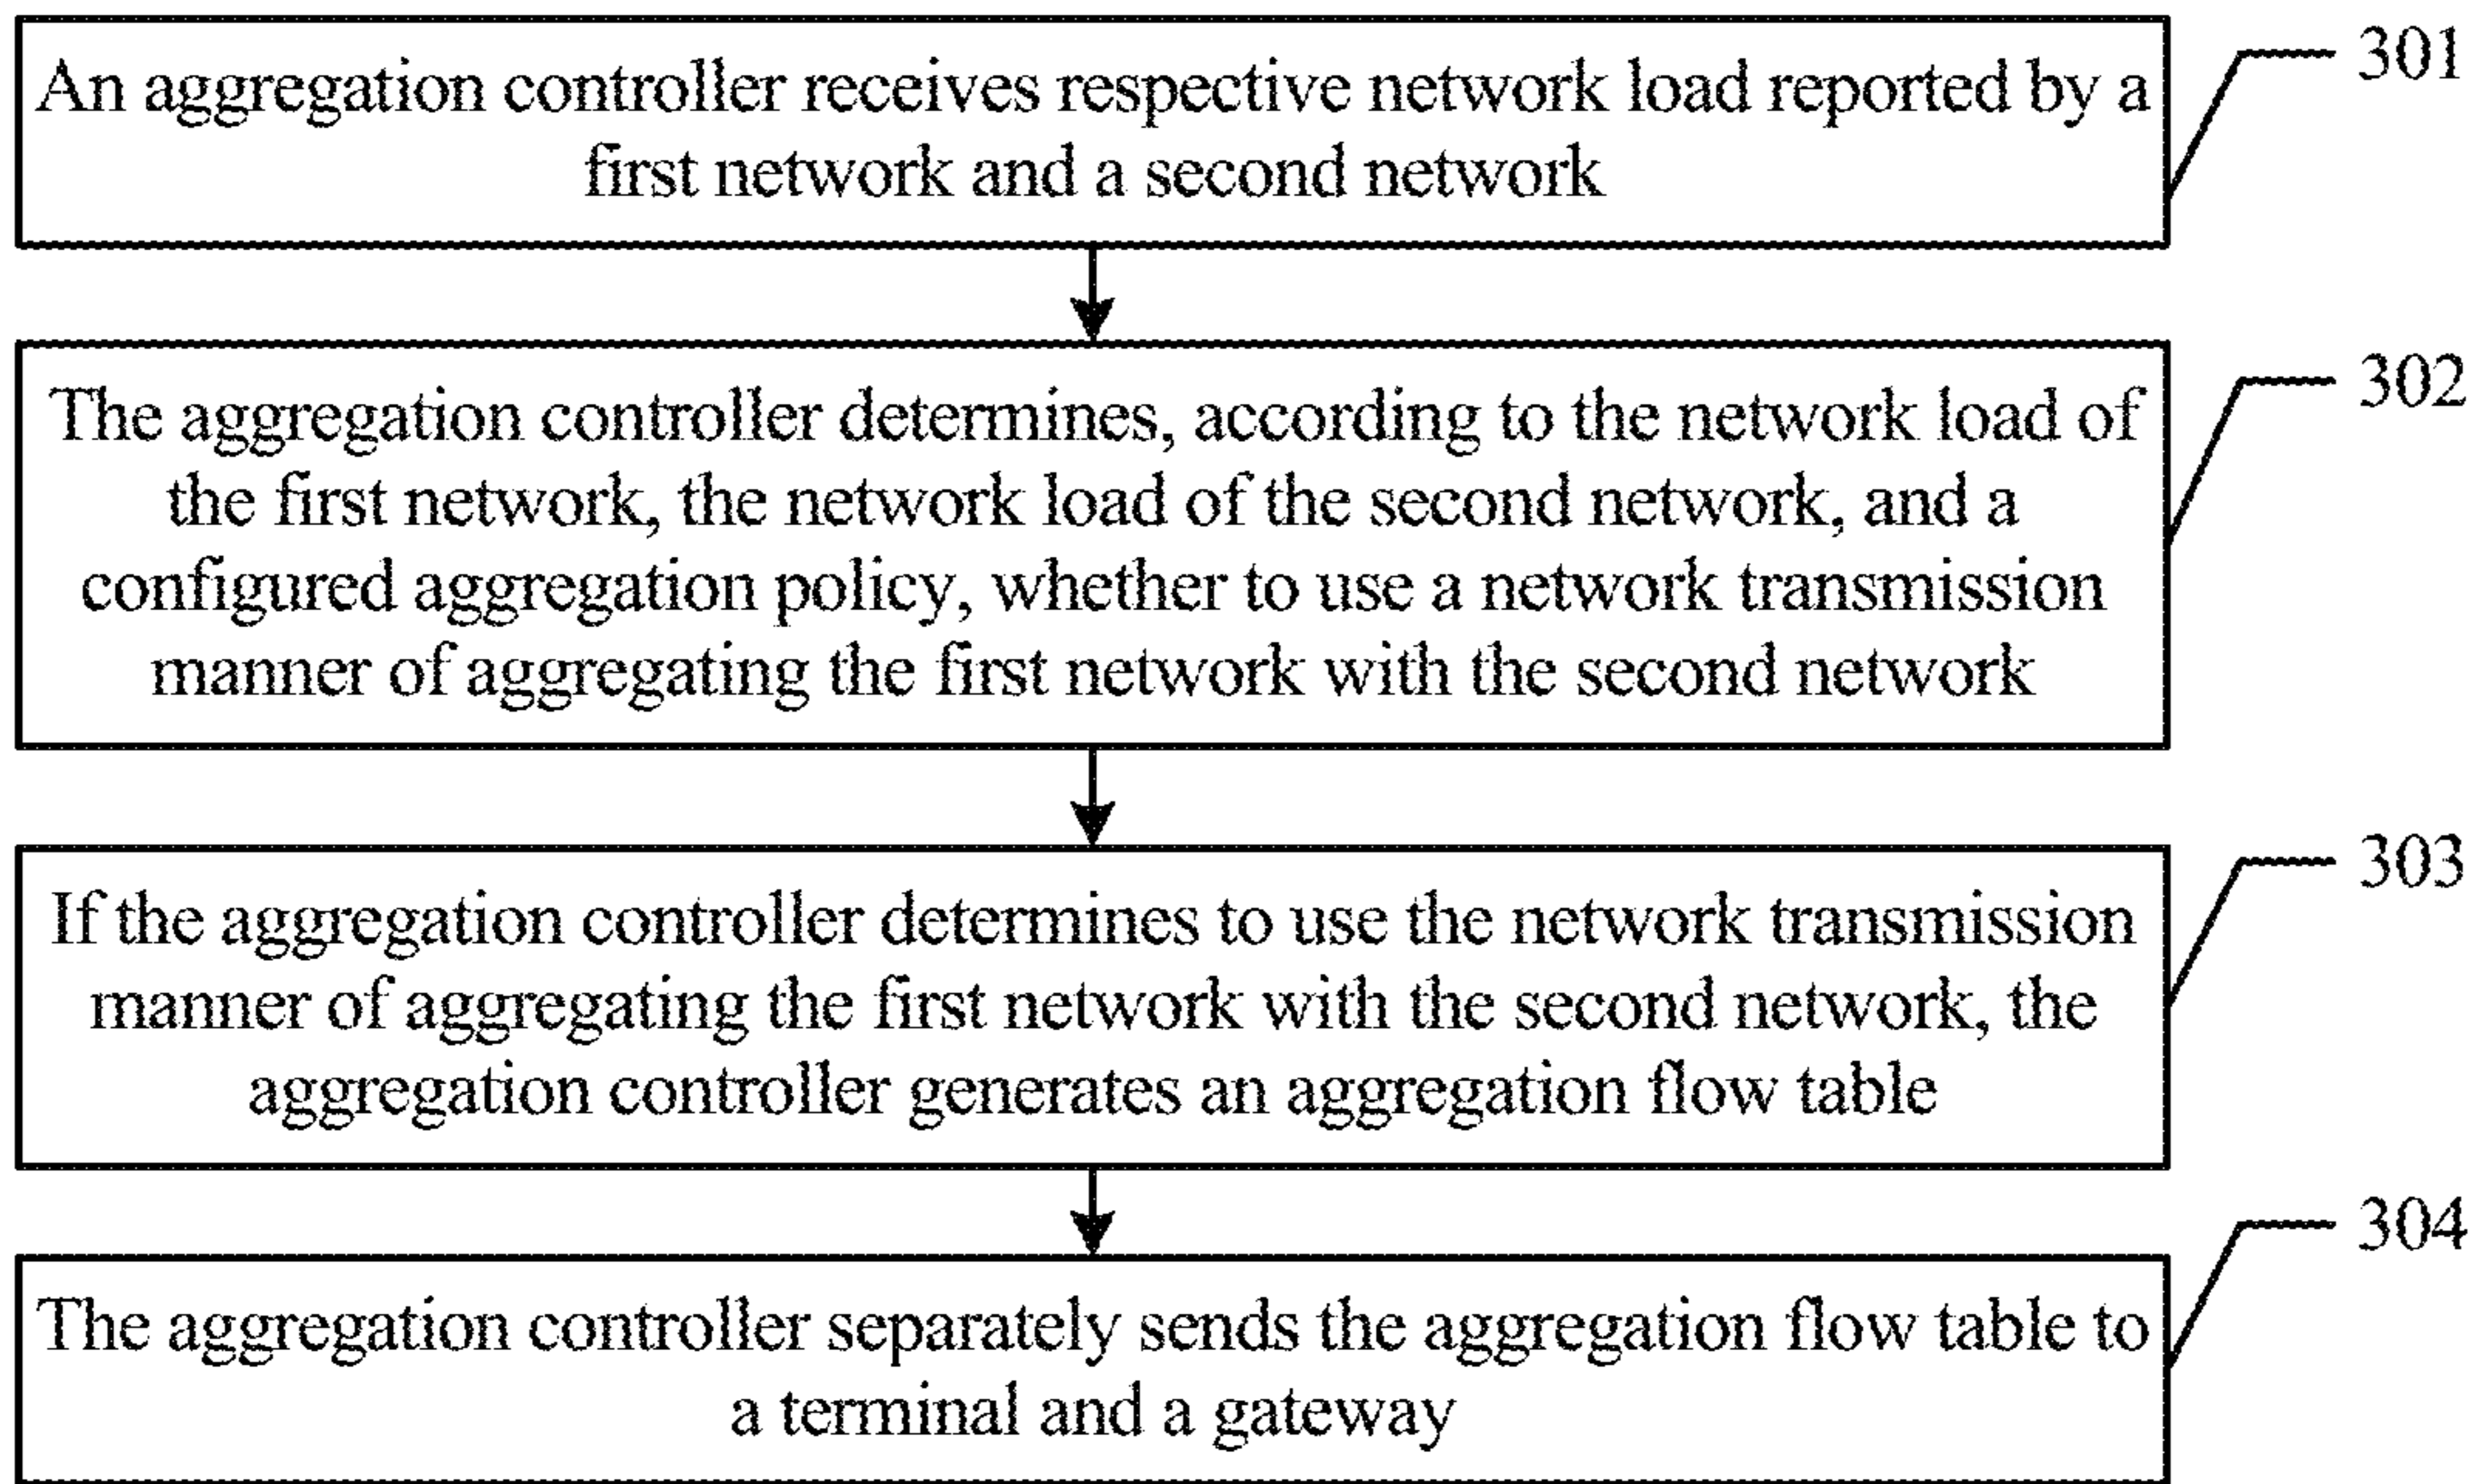 An aggregation controller receives respective network load reported by a
first network and a second network
301
The aggregation controller determines, according to the network load of
the first network, the network load of the second network, and a
configured aggregation policy, whether to use a network transmission
manner of aggregating the first network with the second network
302
If the aggregation controller determines to use the network transmission
manner of aggregating the first network with the second network, the
aggregation controller generates an aggregation flow table
303
The aggregation controller separately sends the aggregation flow table to
a terminal and a gateway
304